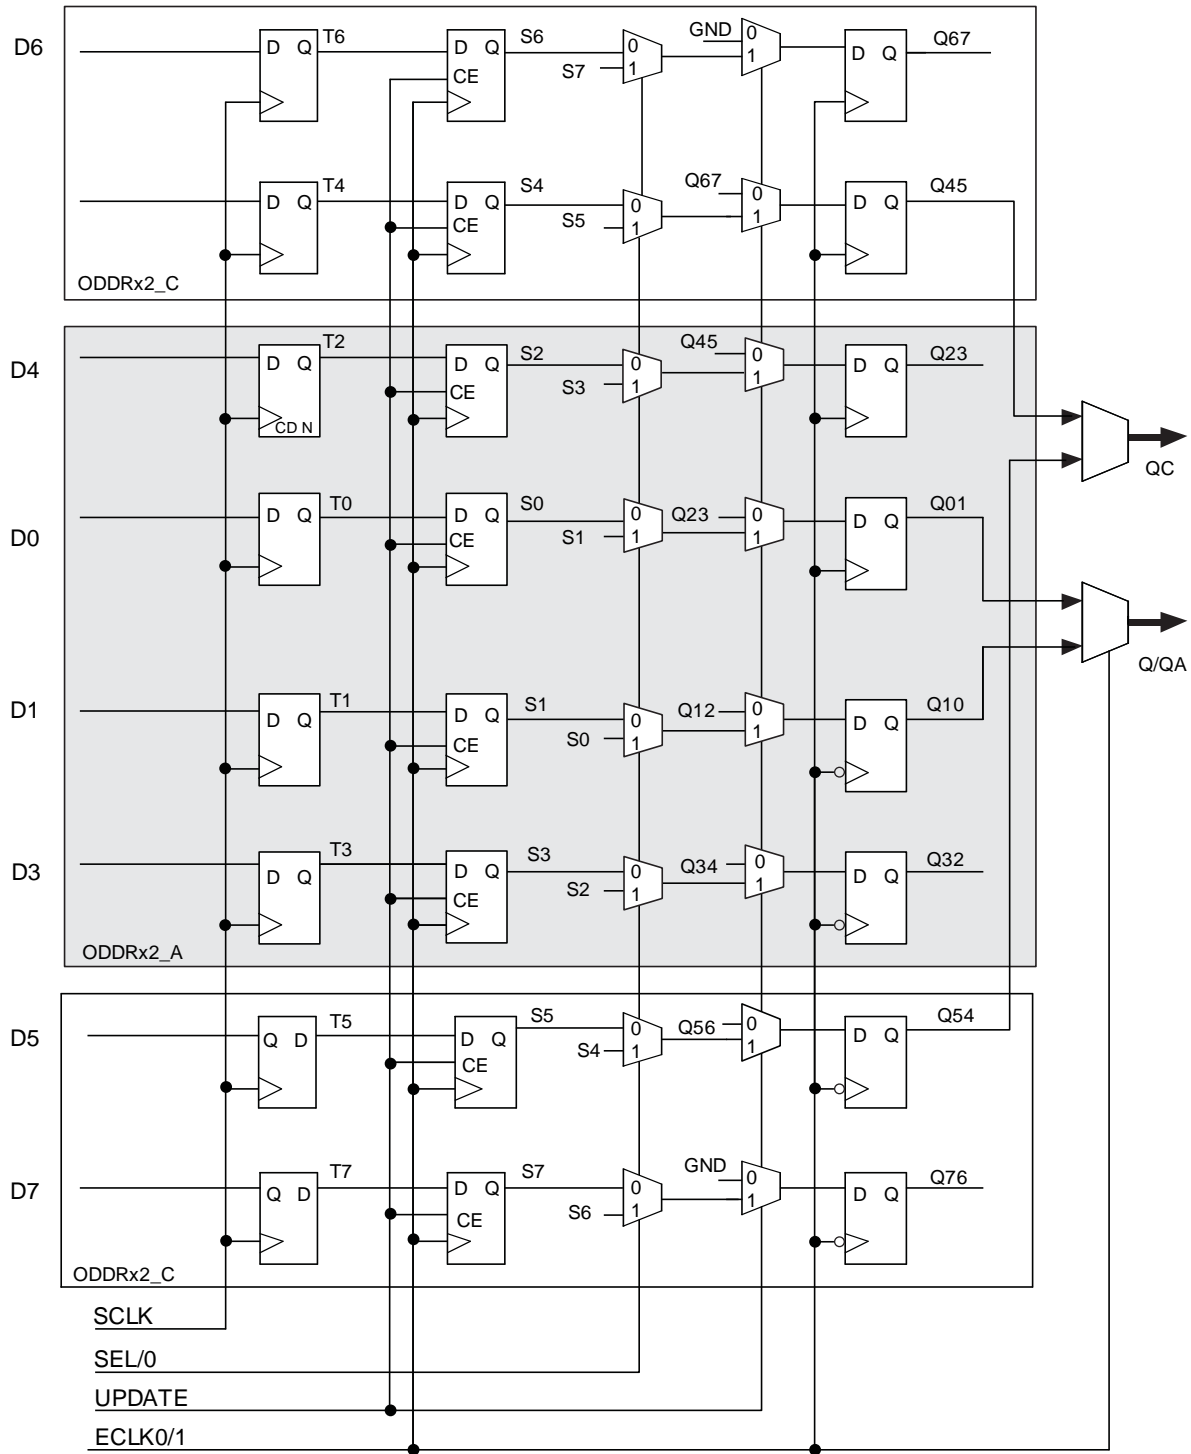 D6
D Q
T6
D Q
CE
S6
S7
0
1
GND
0
1
D Q
Q67
D Q
T4
D Q
CE
S4
S5
0
1
Q67
0
1
D Q
Q45
ODDRx2_C
D4
D Q
CD N
T2
D Q
CE
S2
S3
0
1
Q45
0
1
D Q
Q23
QC
D0
D Q
T0
D Q
CE
S0
S1
0
1
Q23
0
1
D Q
Q01
Q/QA
D1
D Q
T1
D Q
CE
S1
S0
0
1
Q12
0
1
D Q
Q10
D3
D Q
T3
D Q
CE
S3
S2
0
1
Q34
0
1
D Q
Q32
ODDRx2_A
D5
Q D
T5
D Q
CE
S5
S4
0
1
Q56
0
1
D Q
Q54
D7
Q D
T7
D Q
CE
S7
S6
0
1
GND
0
1
D Q
Q76
ODDRx2_C
SCLK
SEL/0
UPDATE
ECLK0/1